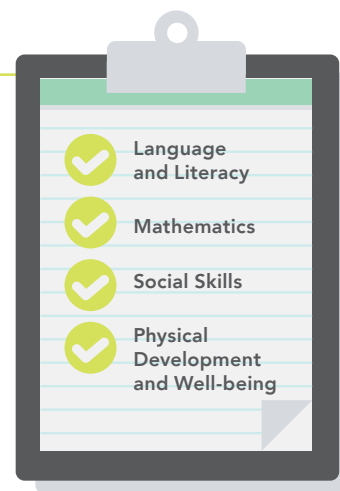 Language
and Literacy
Mathematics
Social Skills
Physical
Development
and Well-being